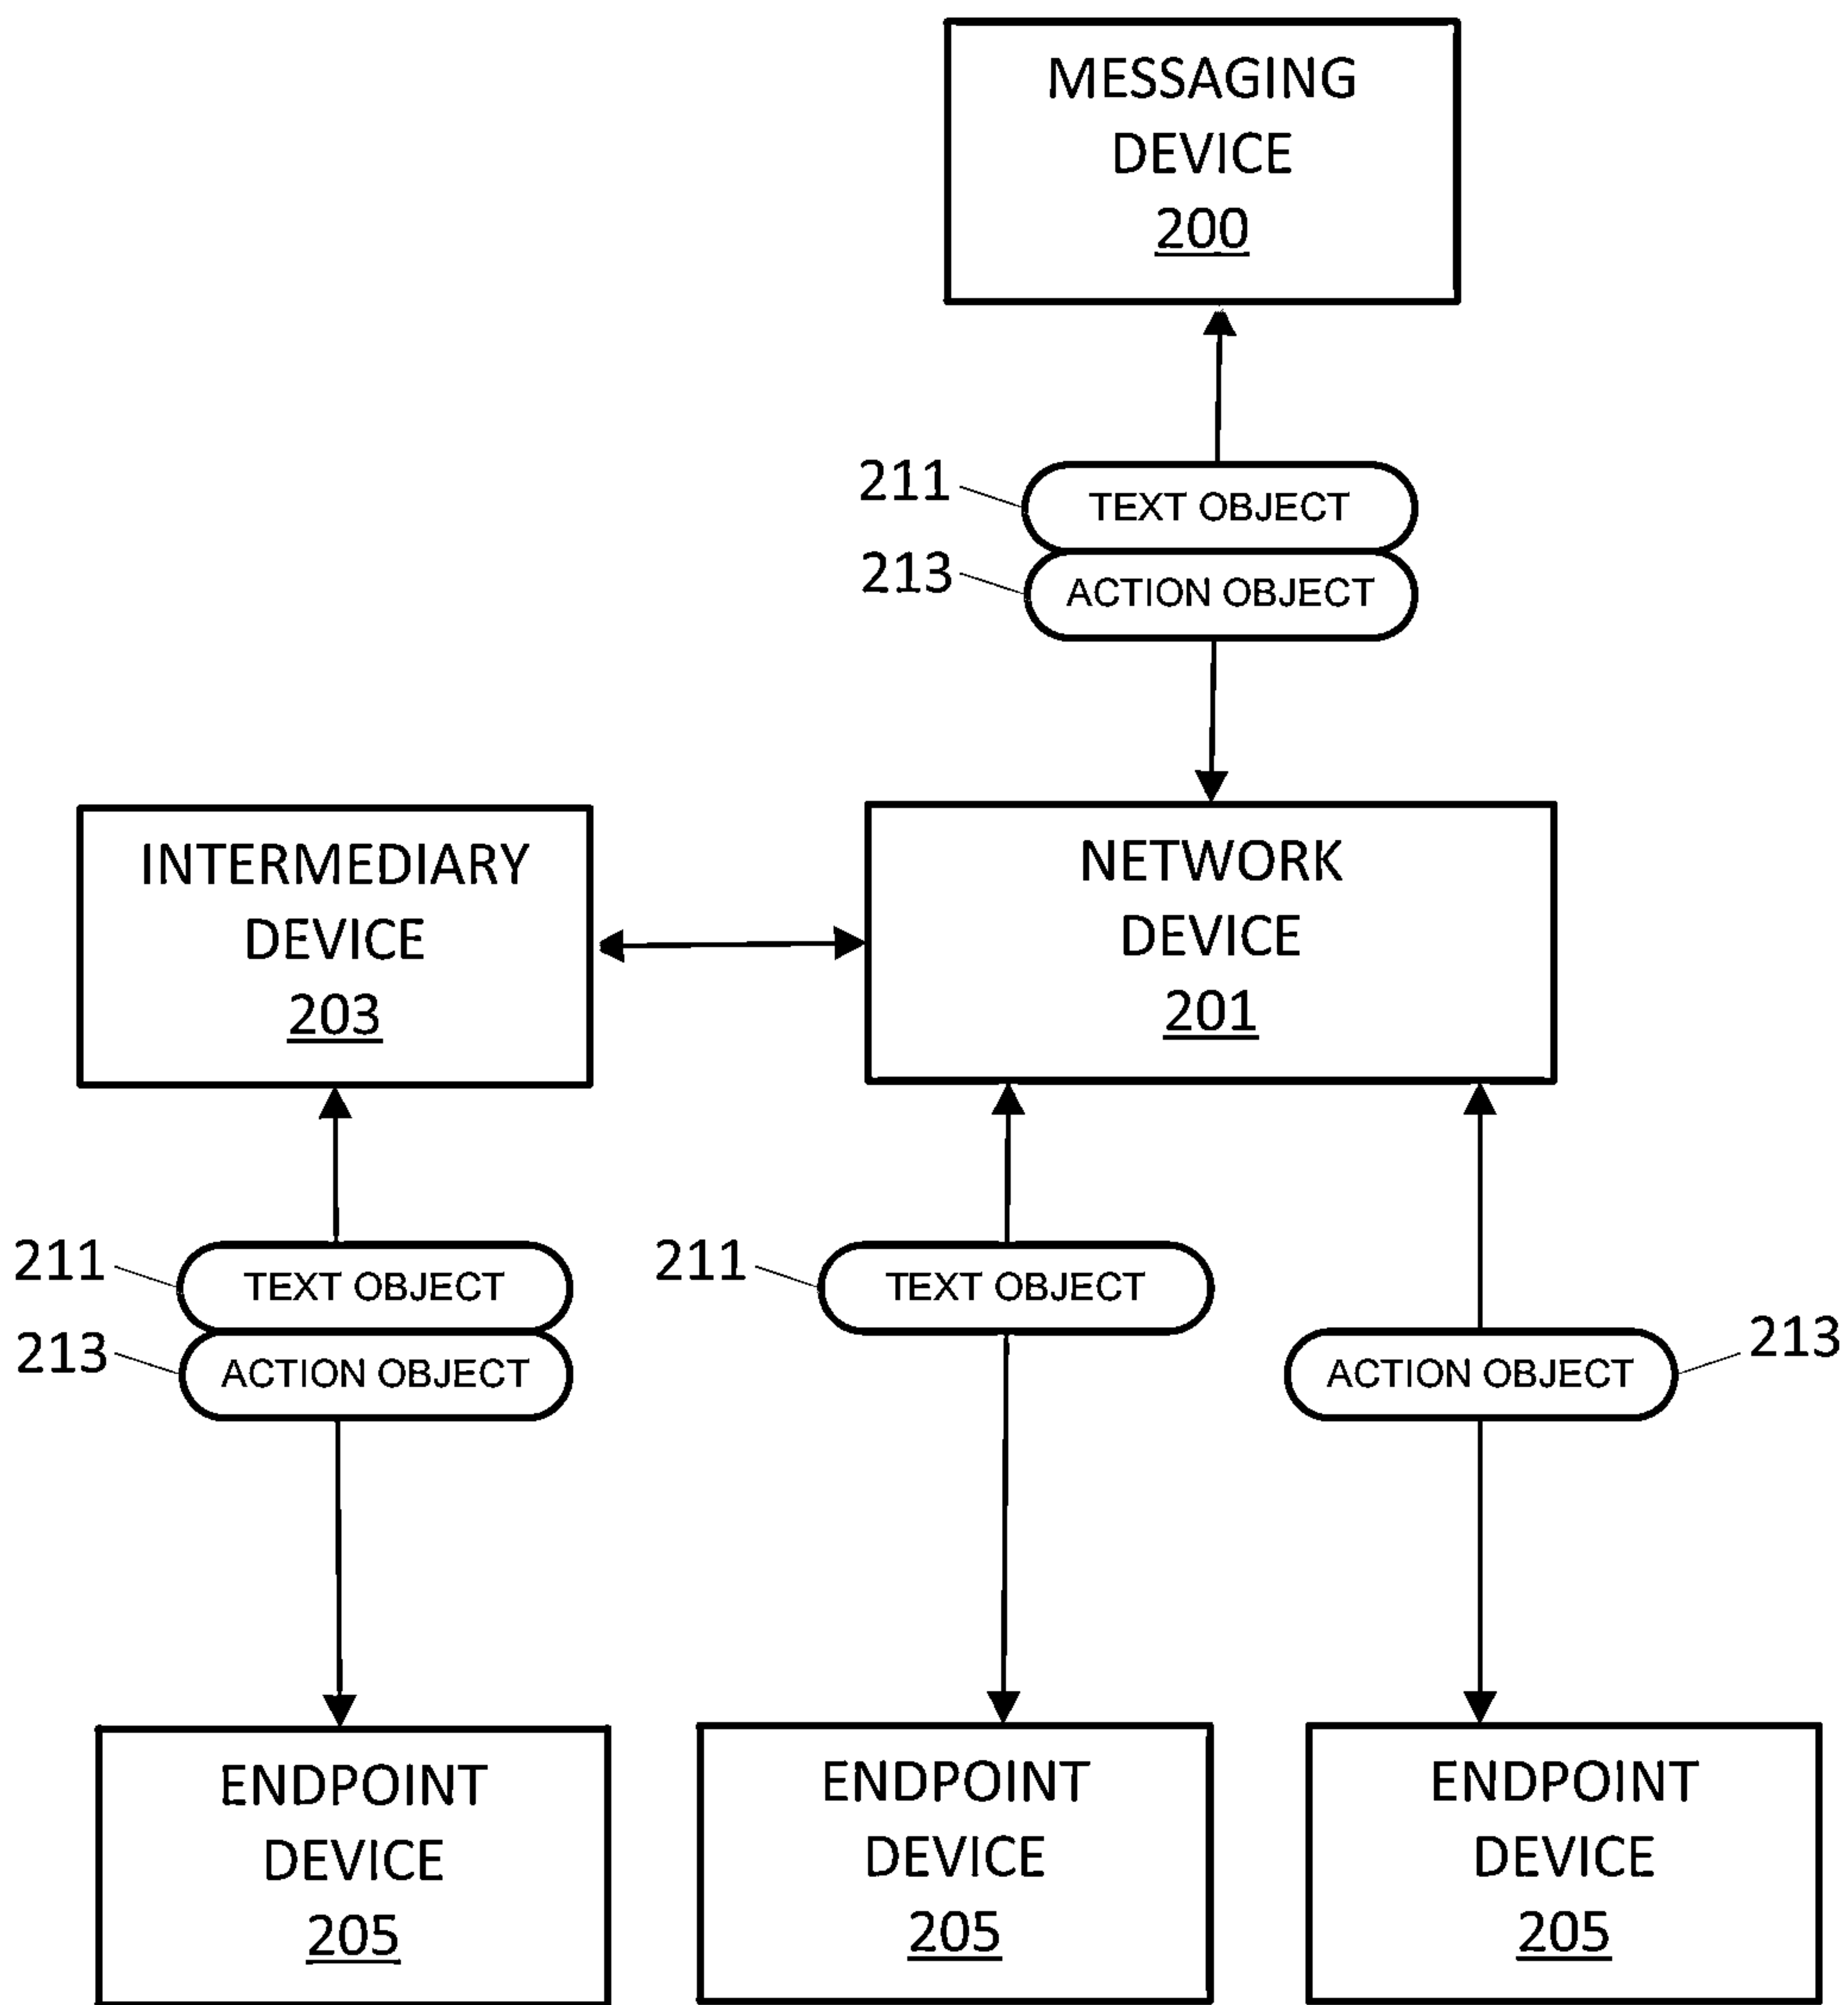 MESSAGING
DEVICE
200
211
TEXT OBJECT
213
ACTION OBJECT
INTERMEDIARY
DEVICE
203
NETWORK
DEVICE
201
211
TEXT OBJECT
213
ACTION OBJECT
211
TEXT OBJECT
ACTION OBJECT
213
ENDPOINT
DEVICE
205
ENDPOINT
DEVICE
205
ENDPOINT
DEVICE
205